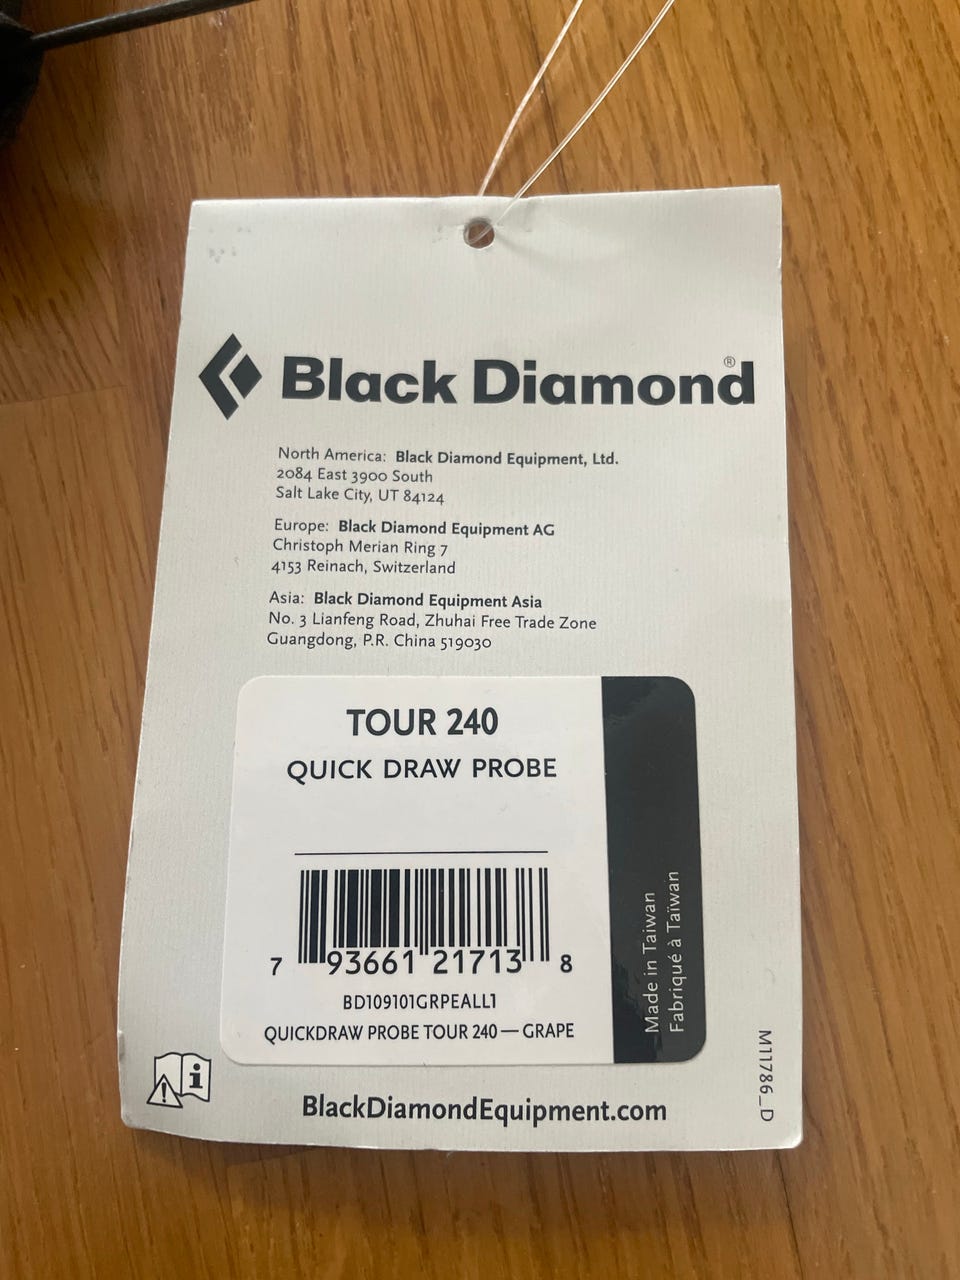 Black Diamond®
North America: Black Diamond Equipment, Ltd.
2084 East 3900 South
Salt Lake City, UT 84124
Europe: Black Diamond Equipment AG
Christoph Merian Ring 7
4153 Reinach, Switzerland
Asia: Black Diamond Equipment Asia
No. 3 Lianfeng Road, Zhuhai Free Trade Zone
Guangdong, P.R. China 519030
TOUR 240
QUICK DRAW PROBE
7 93661 21713 8
BD109101GRPEALL1
QUICKDRAW PROBE TOUR 240 — GRAPE
Made in Taiwan
Fabriqué à Taïwan
i
BlackDiamondEquipment.com
M11786_D